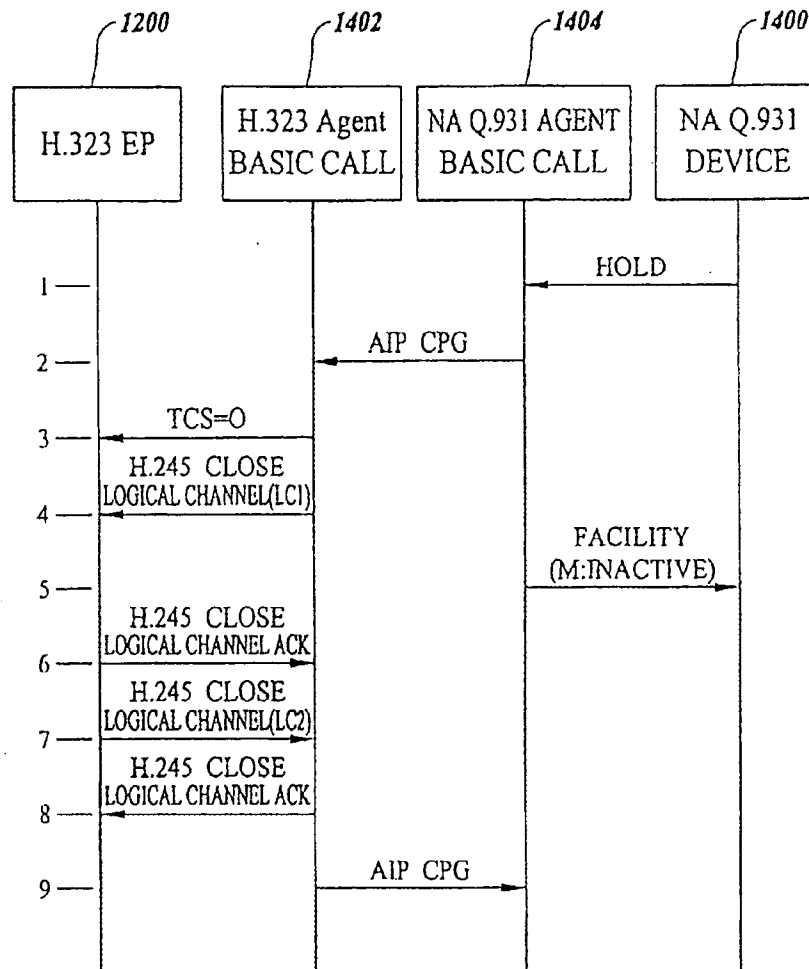 1200
1402
1404
1400
H.323 EP
H.323 Agent
BASIC CALL
NA Q.931 AGENT
BASIC CALL
NA Q.931
DEVICE
1
HOLD
2
AIP CPG
3
TCS=O
H.245 CLOSE
LOGICAL CHANNEL(LC1)
4
FACILITY
(M:INACTIVE)
5
H.245 CLOSE
LOGICAL CHANNEL ACK
6
H.245 CLOSE
LOGICAL CHANNEL(LC2)
7
H.245 CLOSE
LOGICAL CHANNEL ACK
8
AIP CPG
9